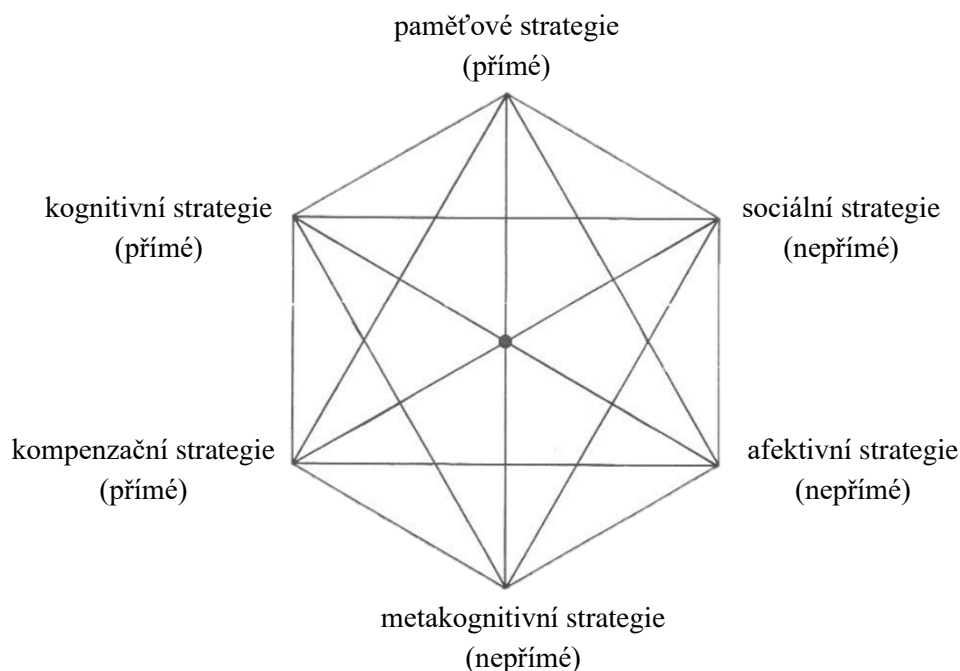 paměťové strategie
(přímé)
kognitivní strategie
(přímé)
sociální strategie
(nepřímé)
kompenzační strategie
(přímé)
afektivní strategie
(nepřímé)
metakognitivní strategie
(nepřímé)